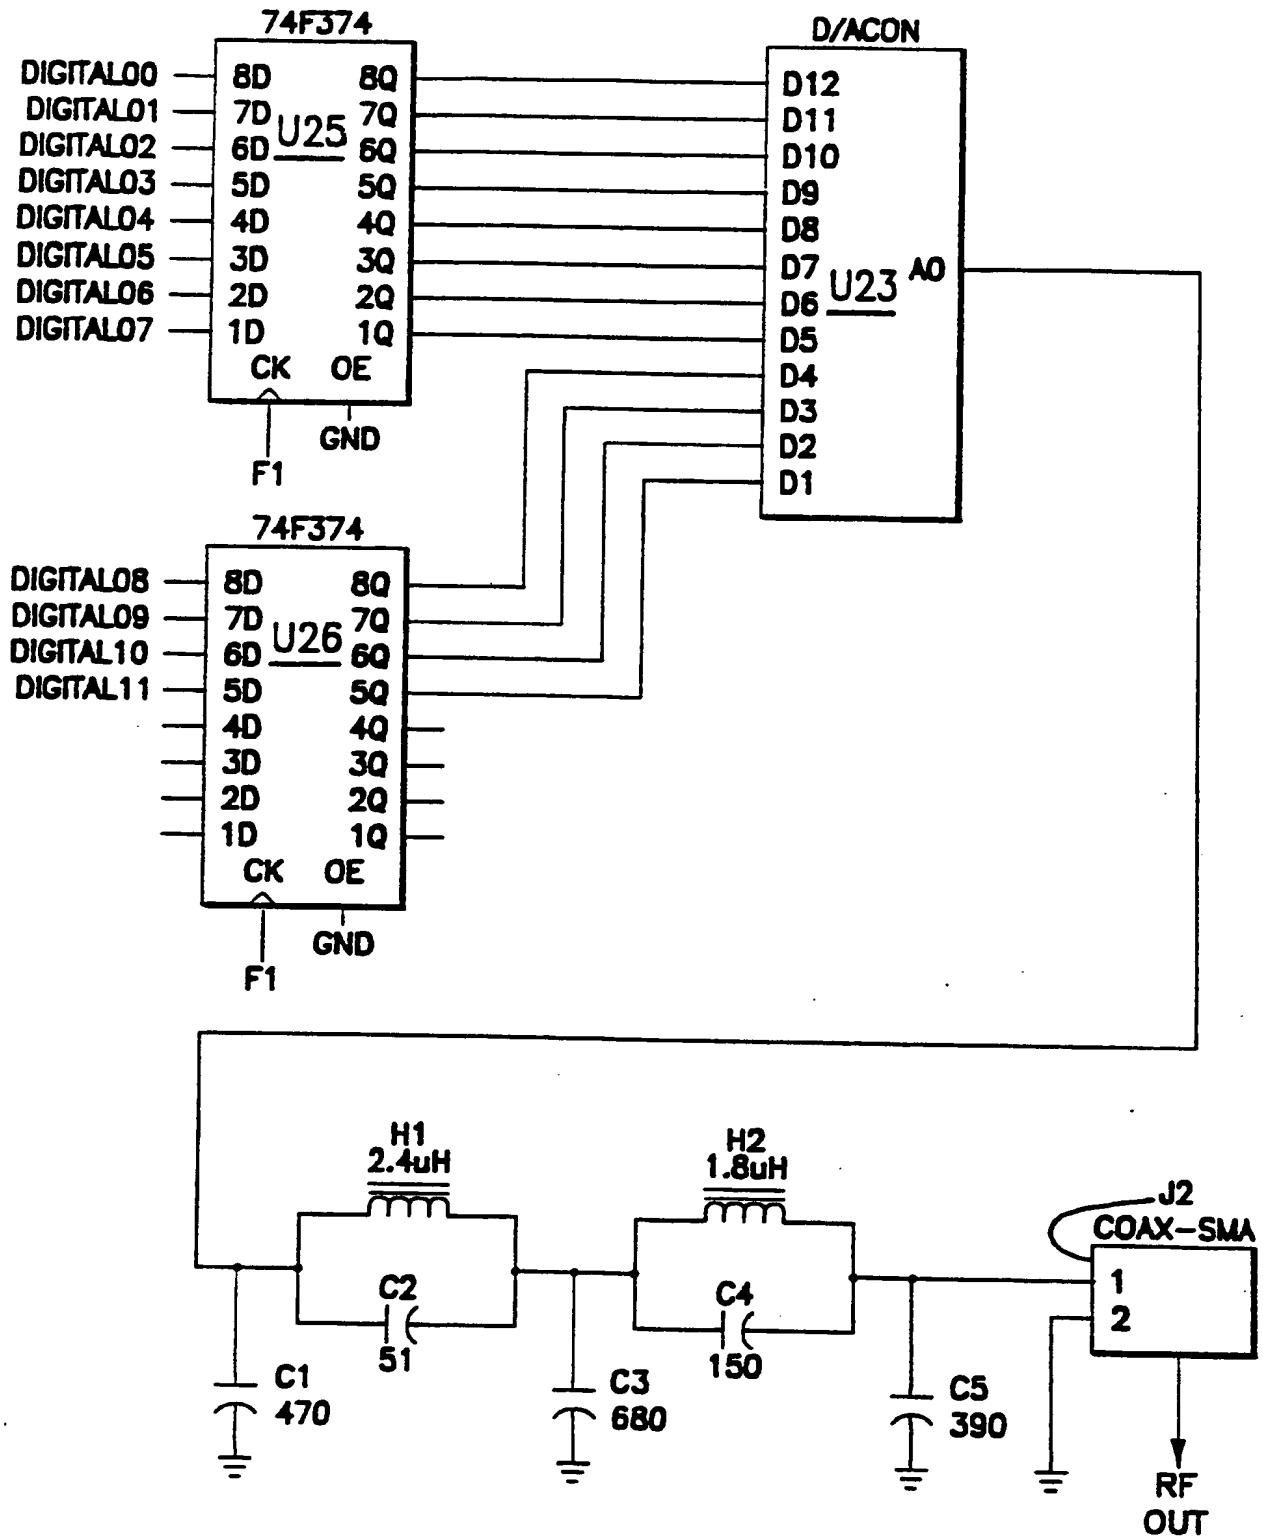 74F374
D/ACON
DIGITAL00 8D 8Q D12
DIGITAL01 7D 7Q D11
U25
DIGITAL02 6D 6Q D10
DIGITAL03 5D 5Q D9
DIGITAL04 4D 4Q D8
DIGITAL05 3D 3Q D7 AO
U23
DIGITAL06 2D 2Q D6
DIGITAL07 1D 1Q D5
CK OE D4
D3
GND
D2
F1
D1
74F374
DIGITAL08 8D 8Q
DIGITAL09 7D 7Q
U26
DIGITAL10 6D 6Q
DIGITAL11 5D 5Q
4D 4Q
3D 3Q
2D 2Q
1D 1Q
CK OE
GND
F1
H1
2.4uH
H2
1.8uH
J2
COAX-SMA
C2
51
C4
150
1
2
C1
470
C3
680
C5
390
RF
OUT